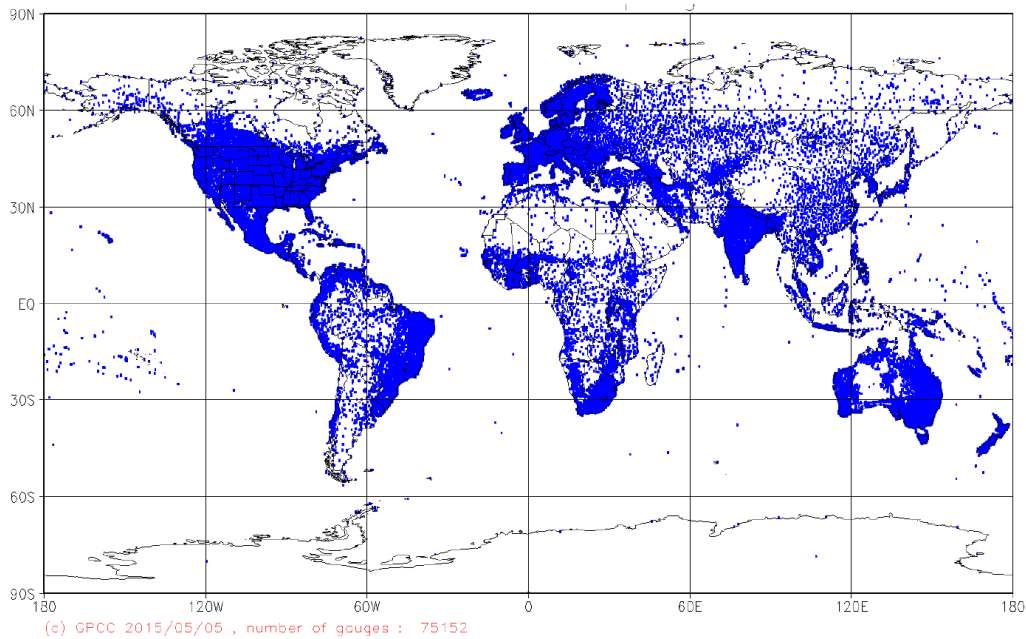 90N
60N
30N
EQ
30S
60S
90S
180 120W 60W 0 60E 120E 180
(c) GPCC 2015/05/05 , number of gauges : 75152